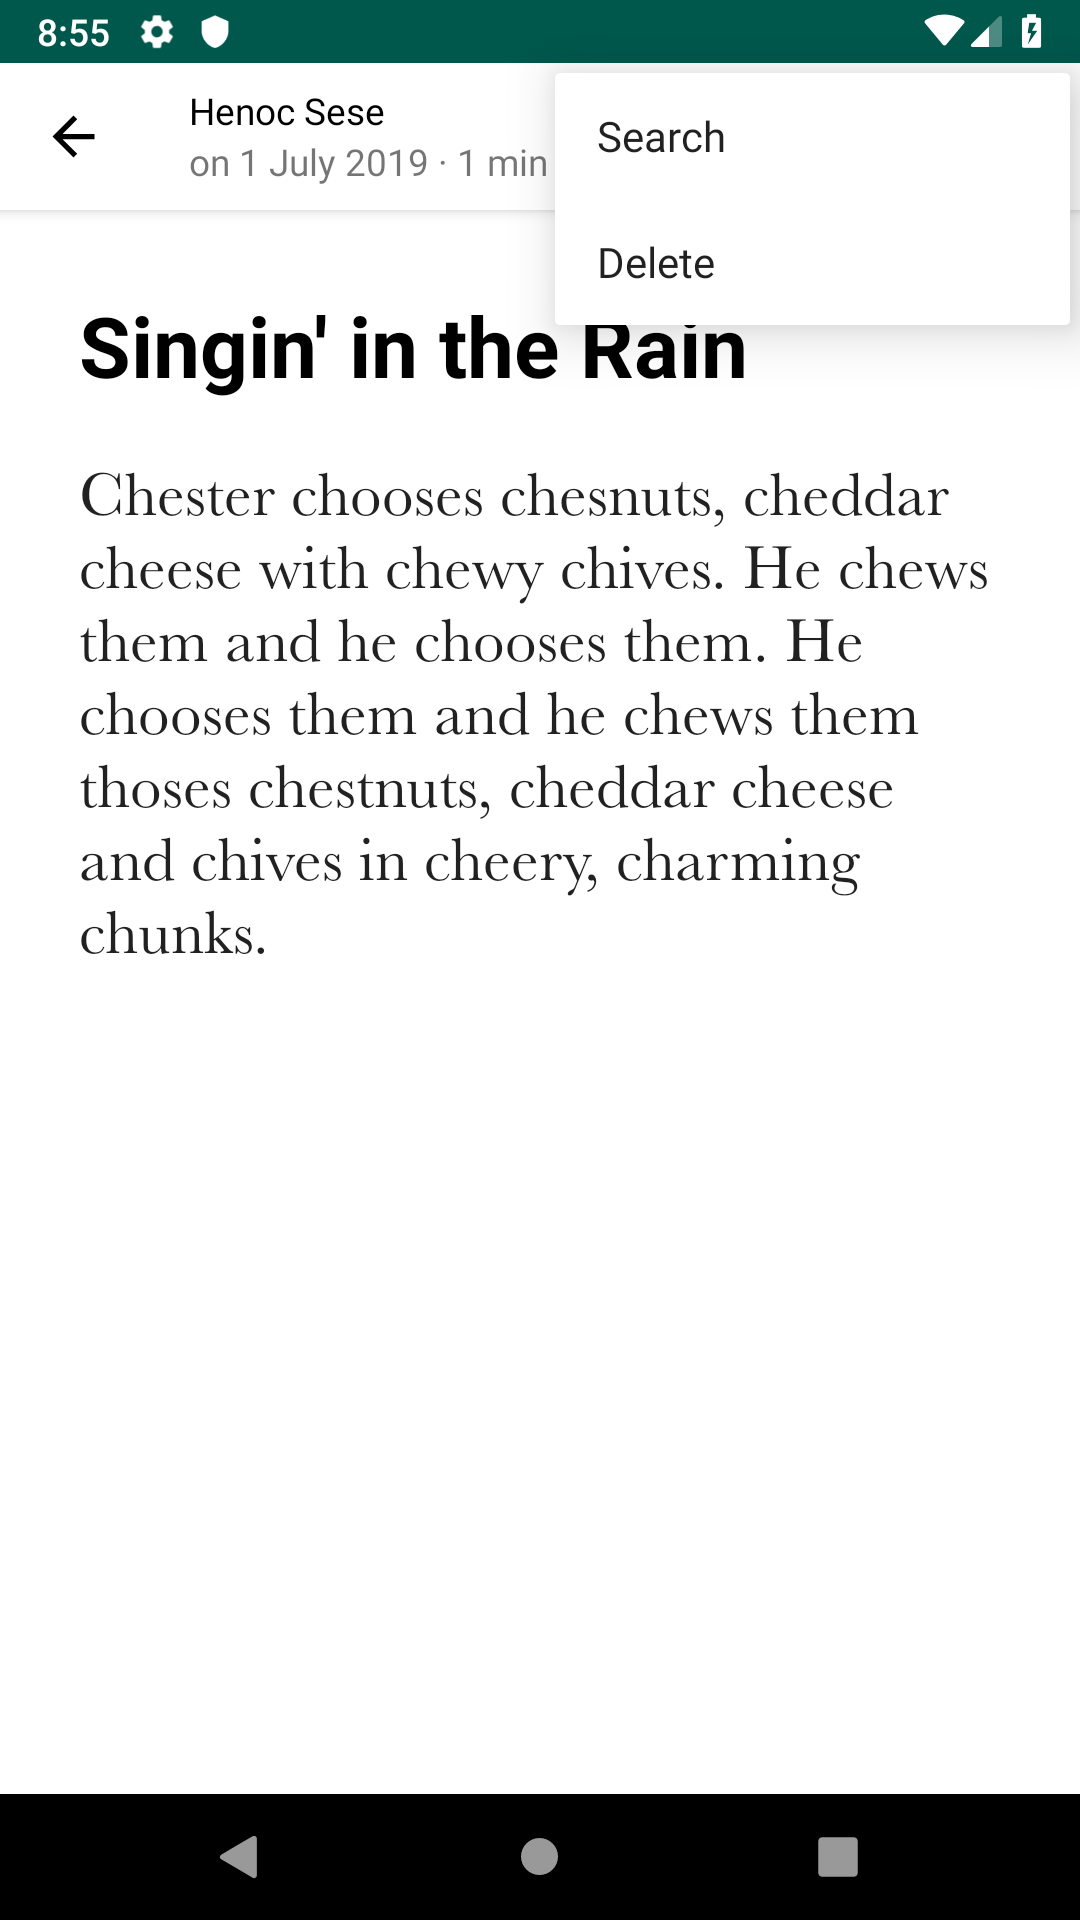 8:55
Henoc Sese
on 1 July 2019 · 1 min
Search
Delete
Singin' in the Rain
Chester chooses chesnuts, cheddar
cheese with chewy chives. He chews
them and he chooses them. He
chooses them and he chews them
thoses chestnuts, cheddar cheese
and chives in cheery, charming
chunks.